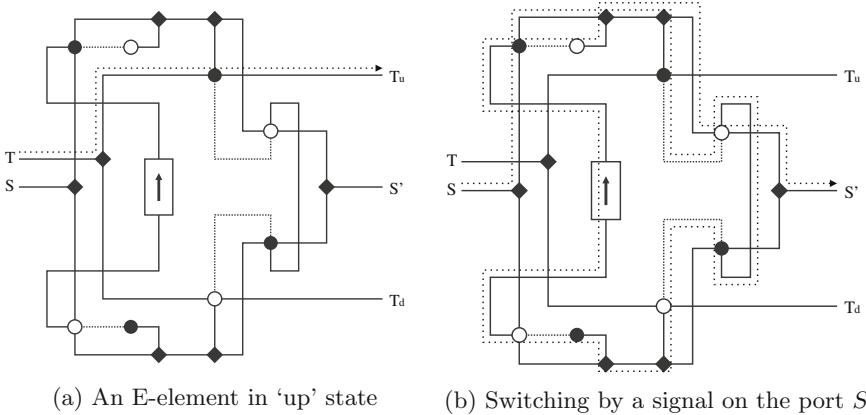 Tu
T
S
S'
Td
(a) An E-element in ‘up’ state
Tu
T
S
S'
Td
(b) Switching by a signal on the port S